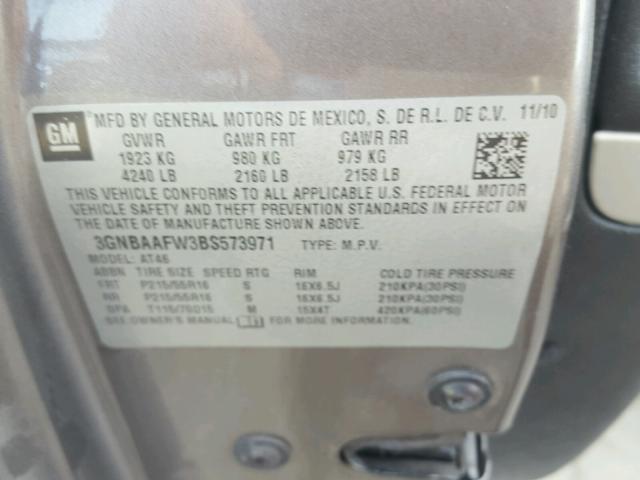 GM
MFD BY GENERAL MOTORS DE MEXICO, S. DE R.L. DE C.V. 11/10
GVWR GAWR FRT GAWR RR
1923 KG 980 KG 979 KG
4240 LB 2160 LB 2158 LB
THIS VEHICLE CONFORMS TO ALL APPLICABLE U.S. FEDERAL MOTOR
VEHICLE SAFETY AND THEFT PREVENTION STANDARDS IN EFFECT ON
THE DATE OF MANUFACTURE SHOWN ABOVE.
3GNBAAFW3BS573971 TYPE: M.P.V.
MODEL: AT46
ABBN TIRE SIZE SPEED RTG RIM COLD TIRE PRESSURE
FRT P215/55R16 S 16X6.5J 210KPA(30PSI)
RR P215/55R16 S 16X6.5J 210KPA(30PSI)
SPA T115/70D15 M 15X4T 420KPA(60PSI)
SEE OWNER'S MANUAL FOR MORE INFORMATION.